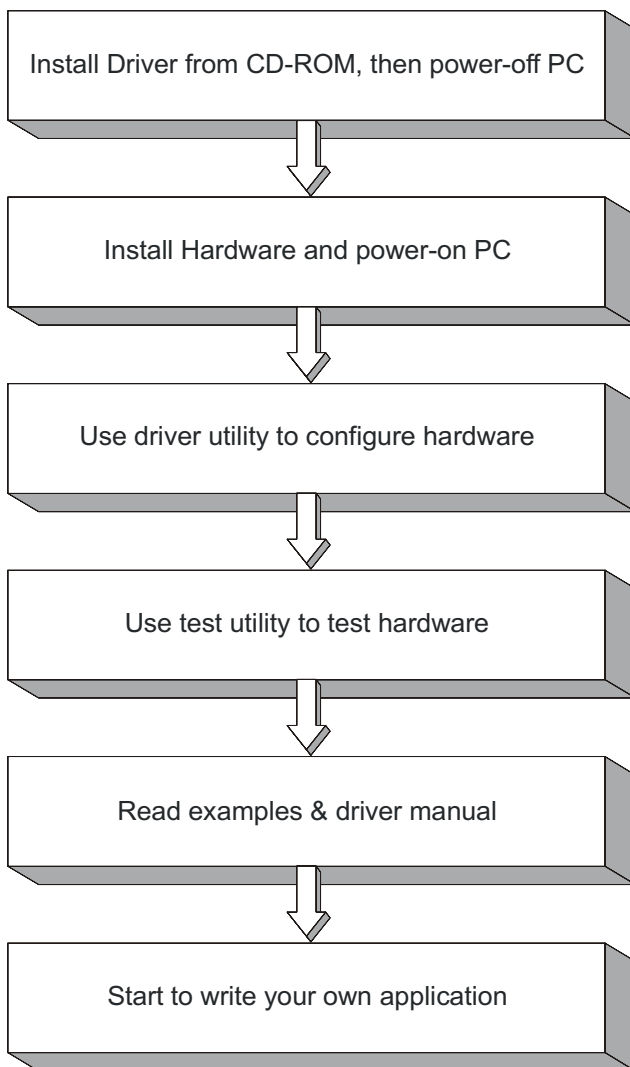 Install Driver from CD-ROM, then power-off PC
Install Hardware and power-on PC
Use driver utility to configure hardware
Use test utility to test hardware
Read examples & driver manual
Start to write your own application